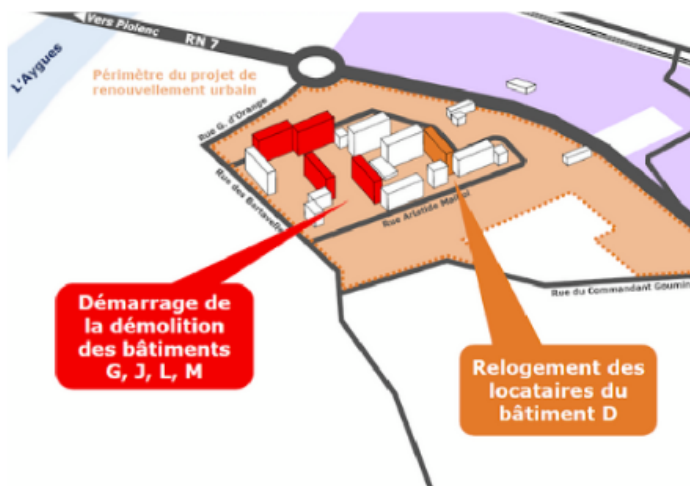 Vers Piolenc
RN 7
L'Aygues
Périmètre du projet de
renouvellement urbain
Rue G. d'Orange
Rue des Bartavelles
Rue Aristide Maillol
Rue du Commandant Goumin
Démarrage de
la démolition
des bâtiments
G, J, L, M
Relogement des
locataires du
bâtiment D